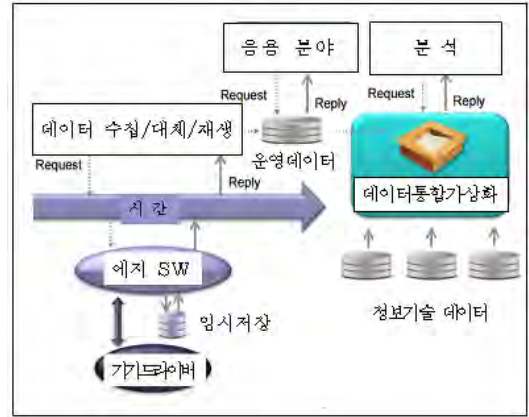 응용 분야
분 석
Request
Reply
Request
Reply
데이터 수집/대체/재생
운영데이터
Request
Reply
데이터통합가상화
시 간
에지 SW
임시저장
정보기술 데이터
기기드라이버